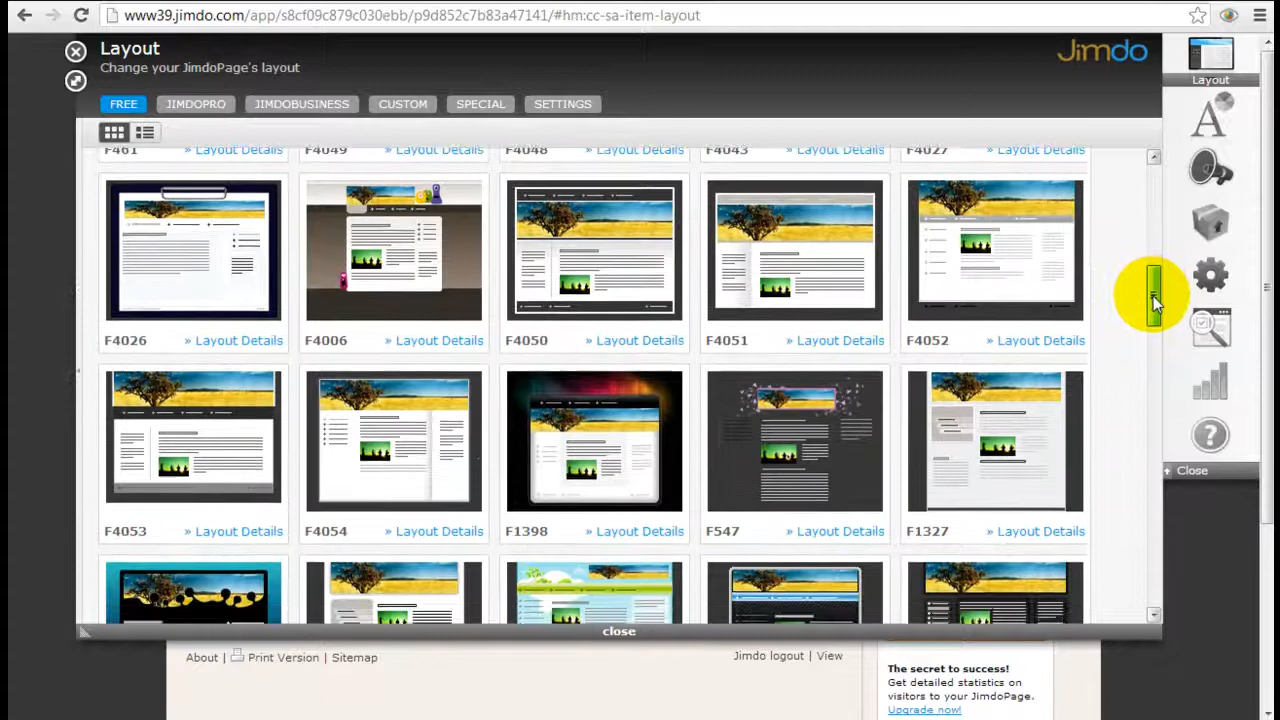 www39.jimdo.com/app/s8cf09c879c030ebb/p9d852c7b83a47141/#hm:cc-sa-item-layout
Layout
Change your JimdoPage's layout
Jimdo
Layout
FREE JIMDOPRO JIMDOBUSINESS CUSTOM SPECIAL SETTINGS
F461 » Layout Details F4049 » Layout Details F4048 » Layout Details F4043 » Layout Details F4027 » Layout Details
F4026 » Layout Details F4006 » Layout Details F4050 » Layout Details F4051 » Layout Details F4052 » Layout Details
Close
F4053 » Layout Details F4054 » Layout Details F1398 » Layout Details F547 » Layout Details F1327 » Layout Details
close
About | Print Version | Sitemap
Jimdo logout | View
The secret to success!
Get detailed statistics on
visitors to your JimdoPage.
Upgrade now!